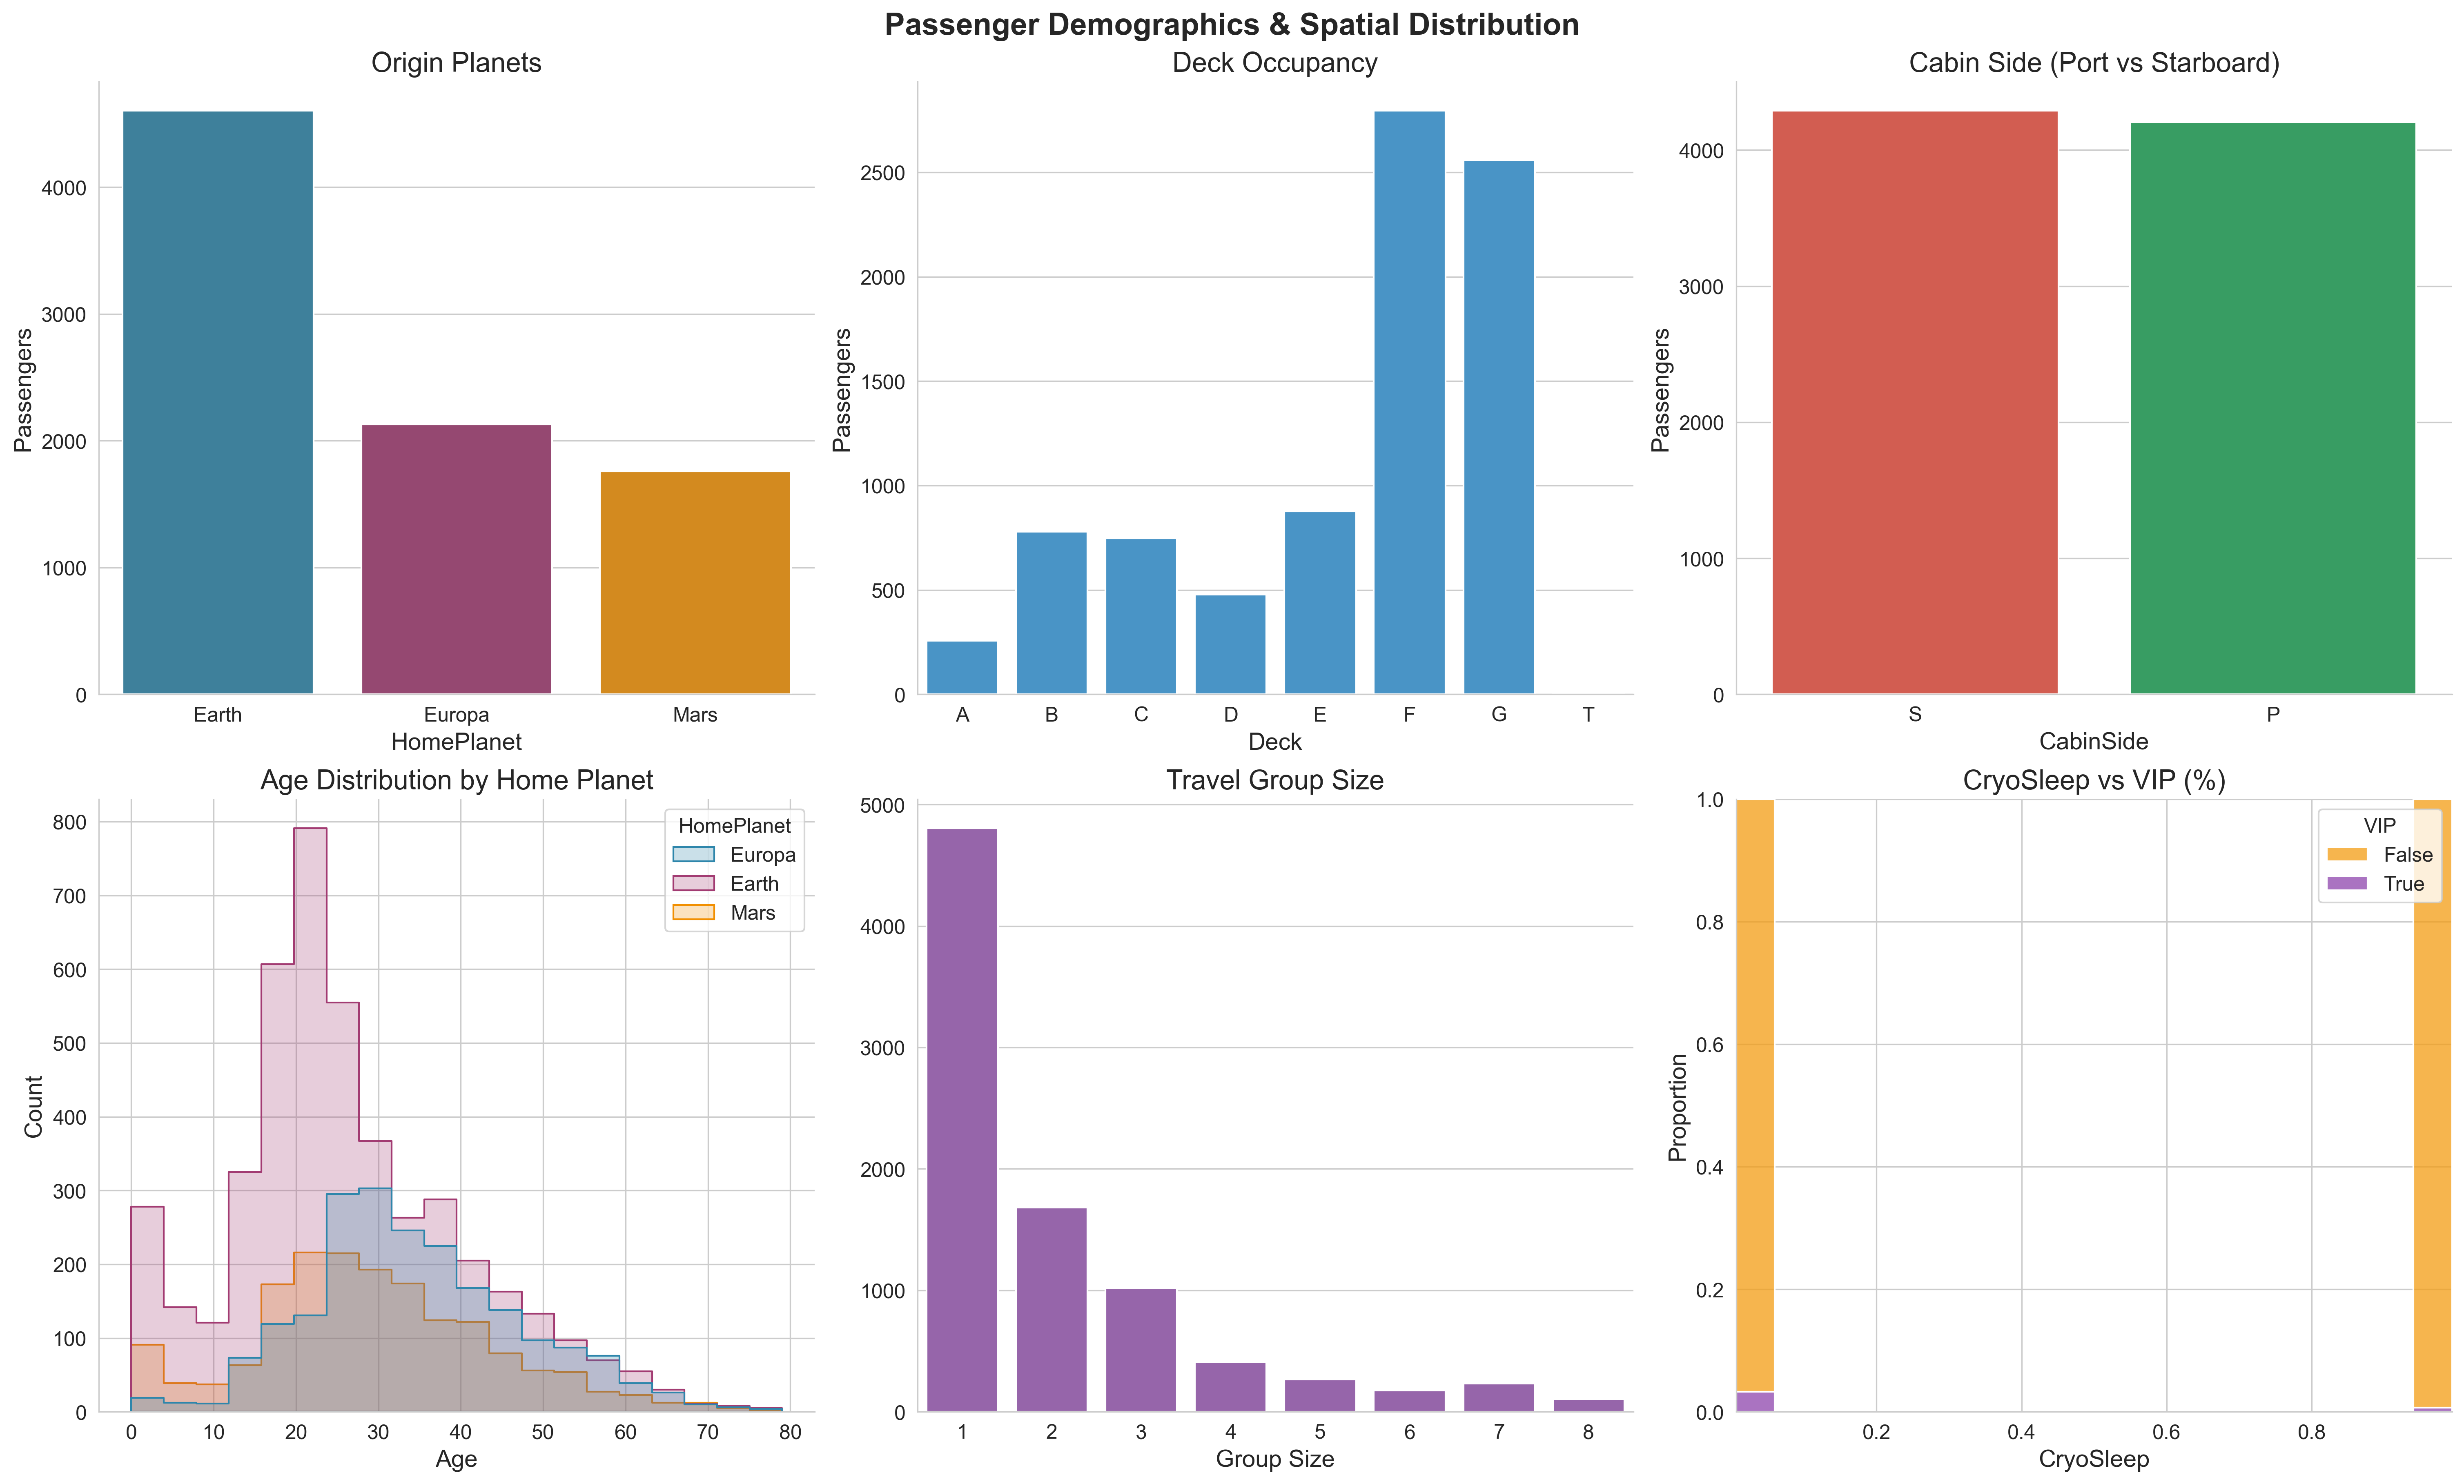 Passenger Demographics & Spatial Distribution
Origin Planets
Passengers
4000
3000
2000
1000
0
Earth Europa Mars
HomePlanet
Deck Occupancy
Passengers
2500
2000
1500
1000
500
0
A B C D E F G T
Deck
Cabin Side (Port vs Starboard)
Passengers
4000
3000
2000
1000
0
S P
CabinSide
Age Distribution by Home Planet
Count
800
700
600
500
400
300
200
100
0
HomePlanet
Europa
Earth
Mars
0 10 20 30 40 50 60 70 80
Age
Travel Group Size
5000
4000
3000
2000
1000
0
1 2 3 4 5 6 7 8
Group Size
CryoSleep vs VIP (%)
Proportion
1.0
0.8
0.6
0.4
0.2
0.0
VIP
False
True
0.2 0.4 0.6 0.8
CryoSleep